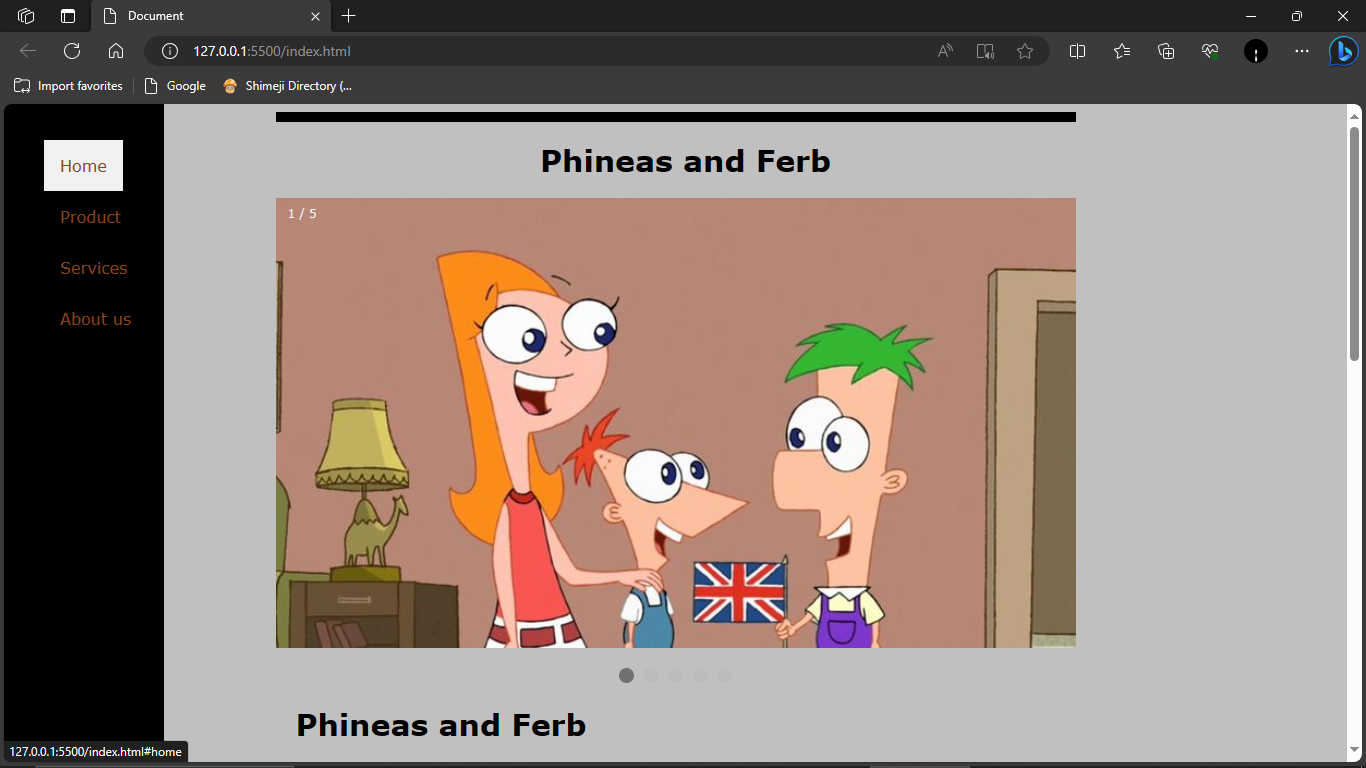 Document
127.0.0.1:5500/index.html
Import favorites
Google
Shimeji Directory (...
Home
Product
Services
About us
Phineas and Ferb
1 / 5
Phineas and Ferb
127.0.0.1:5500/index.html#home